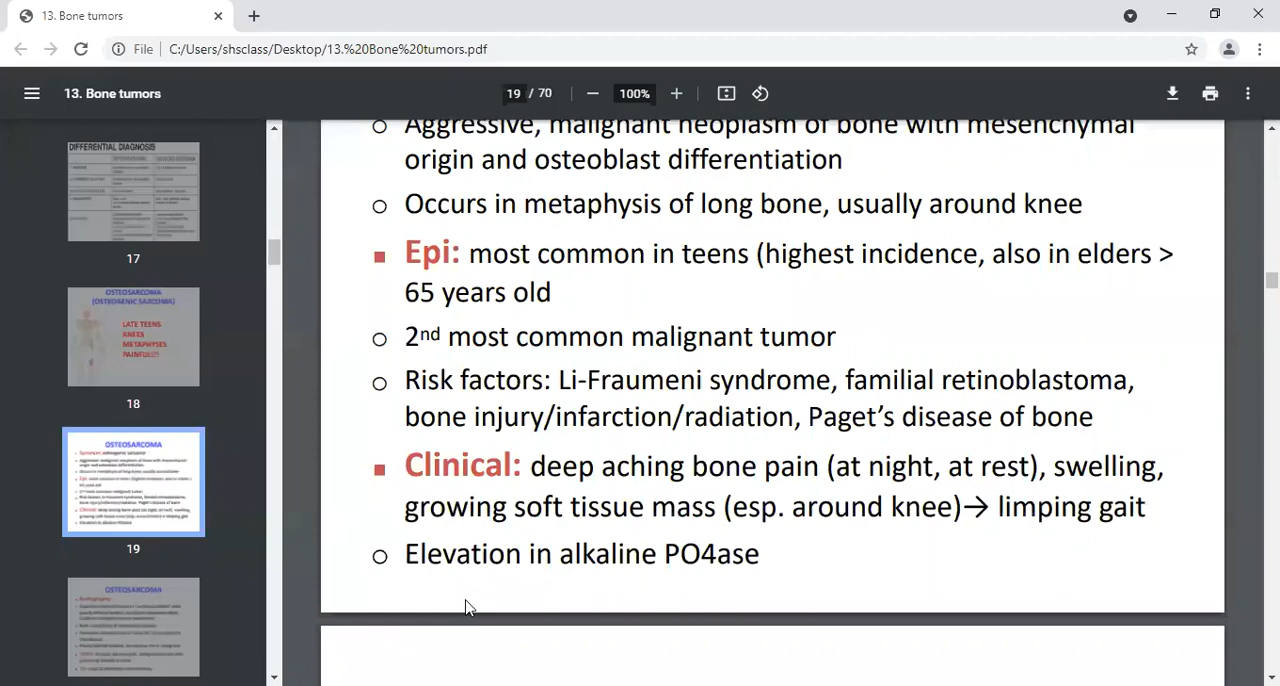 13. Bone tumors
File
C:/Users/shsclass/Desktop/13.%20Bone%20tumors.pdf
13. Bone tumors
19 / 70
100%
DIFFERENTIAL DIAGNOSIS
17
OSTEOSARCOMA
(OSTEOGENIC SARCOMA)
LATE TEENS
KNEES
METAPHYSES
PAINFUL!!!
18
OSTEOSARCOMA
19
OSTEOSARCOMA
Aggressive, malignant neoplasm of bone with mesenchymal
origin and osteoblast differentiation
Occurs in metaphysis of long bone, usually around knee
Epi: most common in teens (highest incidence, also in elders >
65 years old
2nd most common malignant tumor
Risk factors: Li-Fraumeni syndrome, familial retinoblastoma,
bone injury/infarction/radiation, Paget’s disease of bone
Clinical: deep aching bone pain (at night, at rest), swelling,
growing soft tissue mass (esp. around knee)→ limping gait
Elevation in alkaline PO4ase